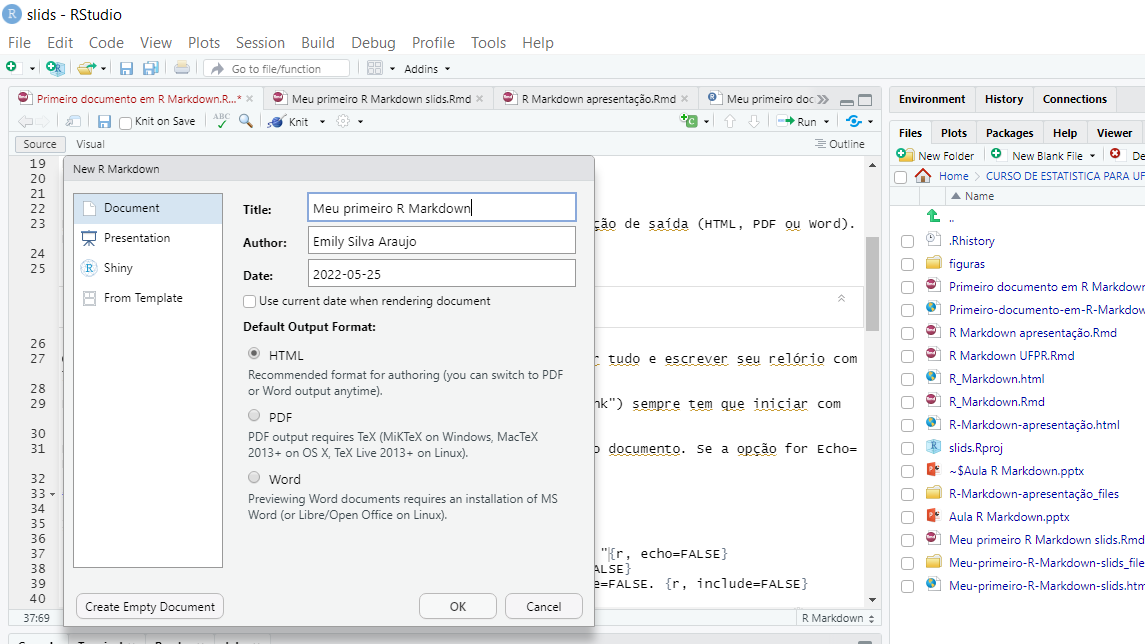 slids - RStudio
File Edit Code View Plots Session Build Debug Profile Tools Help
Go to file/function Addins
Primeiro documento em R Markdown.R...* Meu primeiro R Markdown slids.Rmd R Markdown apresentação.Rmd Meu primeiro doc
Knit on Save ABC Knit Run
Source Visual Outline
19
20
21
22
23 ção de saída (HTML, PDF ou Word).
24
25
26
27 r tudo e escrever seu relório com
28
29 nk") sempre tem que iniciar com
30
31 o documento. Se a opção for Echo=
32
33
34
35
36
37 "{r, echo=FALSE}
38 ALSE}
39 e=FALSE. {r, include=FALSE}
40
37:69 R Markdown
New R Markdown
Document
Presentation
Shiny
From Template
Title: Meu primeiro R Markdown
Author: Emily Silva Araujo
Date: 2022-05-25
Use current date when rendering document
Default Output Format:
HTML
Recommended format for authoring (you can switch to PDF
or Word output anytime).
PDF
PDF output requires TeX (MiKTeX on Windows, MacTeX
2013+ on OS X, TeX Live 2013+ on Linux).
Word
Previewing Word documents requires an installation of MS
Word (or Libre/Open Office on Linux).
Create Empty Document OK Cancel
Environment History Connections
Files Plots Packages Help Viewer
New Folder New Blank File De
Home CURSO DE ESTATISTICA PARA UF
Name
..
.Rhistory
figuras
Primeiro documento em R Markdown
Primeiro-documento-em-R-Markdow
R Markdown apresentação.Rmd
R Markdown UFPR.Rmd
R_Markdown.html
R_Markdown.Rmd
R-Markdown-apresentação.html
slids.Rproj
~$Aula R Markdown.pptx
R-Markdown-apresentação_files
Aula R Markdown.pptx
Meu primeiro R Markdown slids.Rmd
Meu-primeiro-R-Markdown-slids_file
Meu-primeiro-R-Markdown-slids.htm